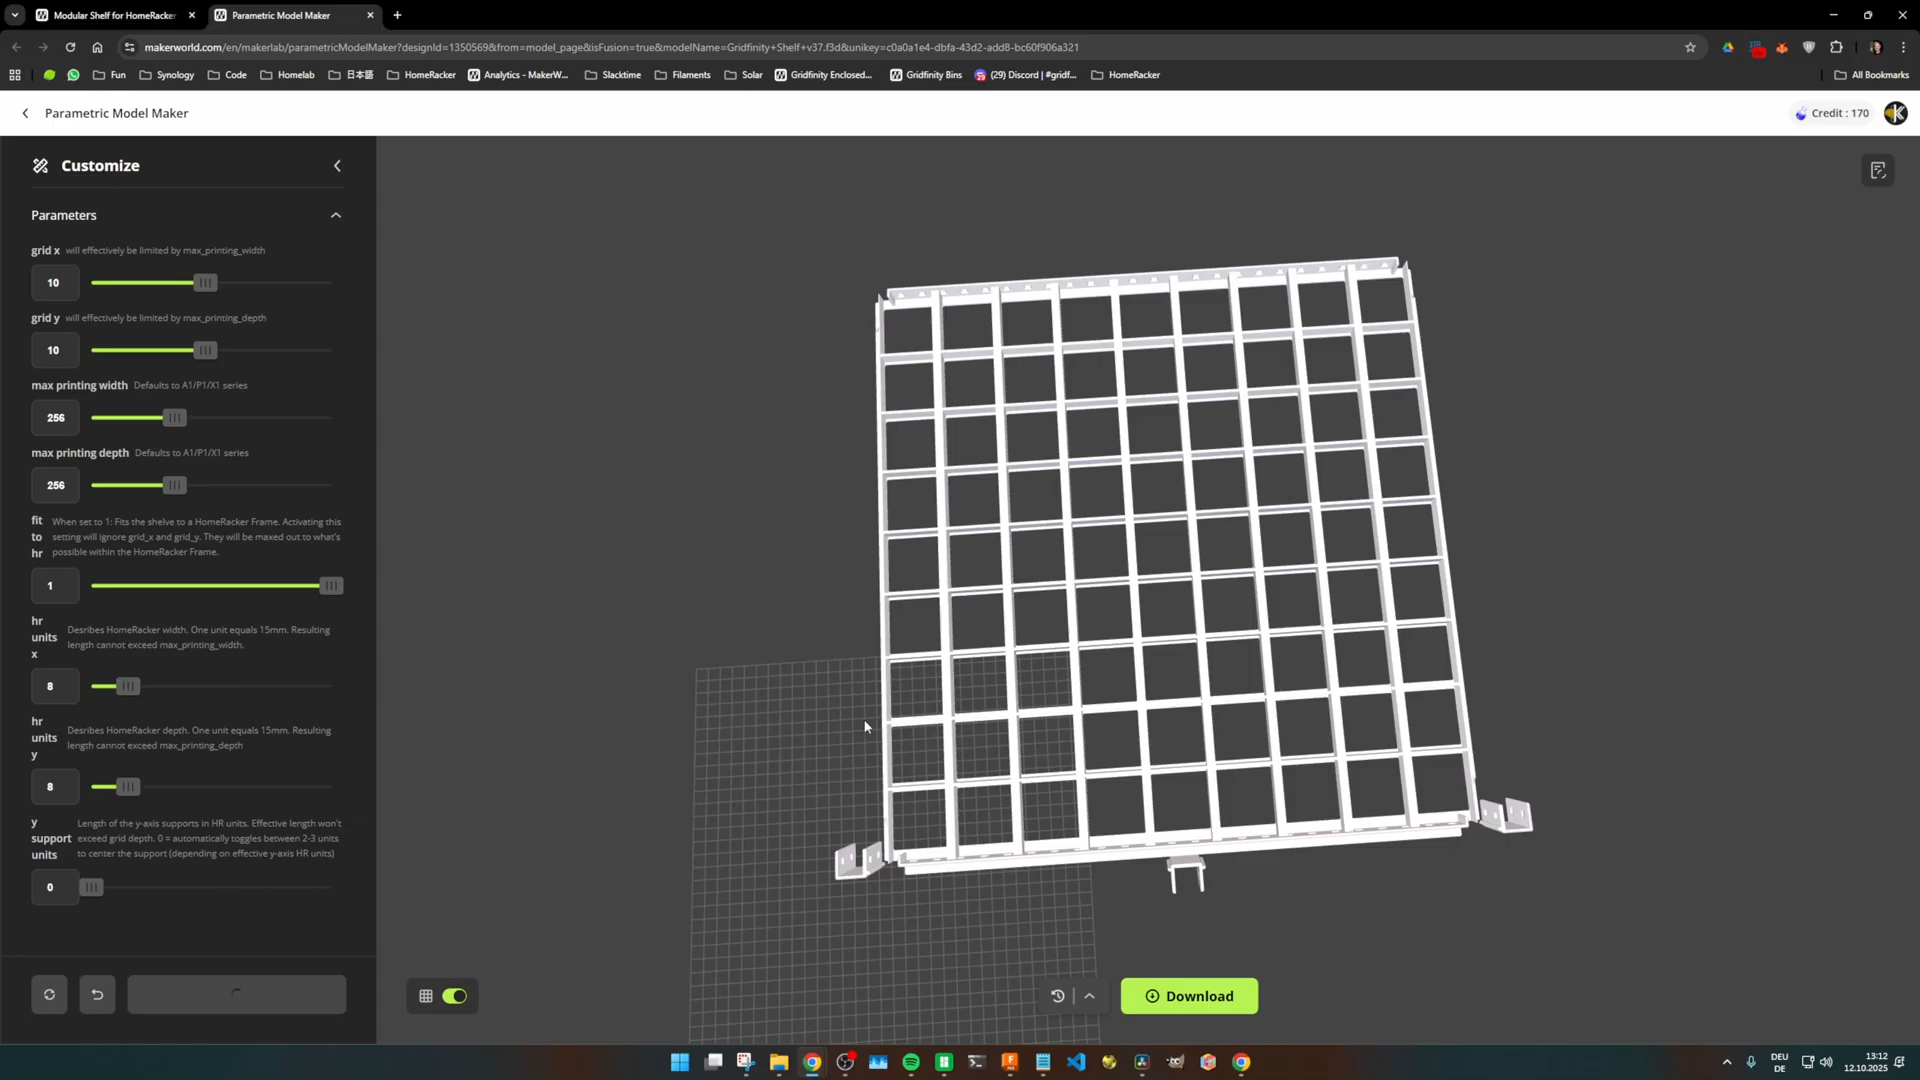 Modular Shelf for HomeRacker
Parametric Model Maker
makerworld.com/en/makerlab/parametricModelMaker?designId=1350569&from=model_page&isFusion=true&modelName=Gridfinity+Shelf+v37.f3d&unikey=c0a0a1e4-dbfa-43d2-add8-bc60f906a321
Fun
Synology
Code
Homelab
日本語
HomeRacker
Analytics - MakerW...
Slacktime
Filaments
Solar
Gridfinity Enclosed...
Gridfinity Bins
(29) Discord | #gridf...
HomeRacker
All Bookmarks
Parametric Model Maker
Credit : 170
Customize
Parameters
grid x will effectively be limited by max_printing_width
10
grid y will effectively be limited by max_printing_depth
10
max printing width Defaults to A1/P1/X1 series
256
max printing depth Defaults to A1/P1/X1 series
256
fit to hr
When set to 1: Fits the shelve to a HomeRacker Frame. Activating this
setting will ignore grid_x and grid_y. They will be maxed out to what's
possible within the HomeRacker Frame.
1
hr units x
Desribes HomeRacker width. One unit equals 15mm. Resulting
length cannot exceed max_printing_width.
8
hr units y
Desribes HomeRacker depth. One unit equals 15mm. Resulting
length cannot exceed max_printing_depth
8
y support units
Length of the y-axis supports in HR units. Effective length won't
exceed grid depth. 0 = automatically toggles between 2-3 units
to center the support (depending on effective y-axis HR units)
0
Download
DEU
DE
13:12
12.10.2025